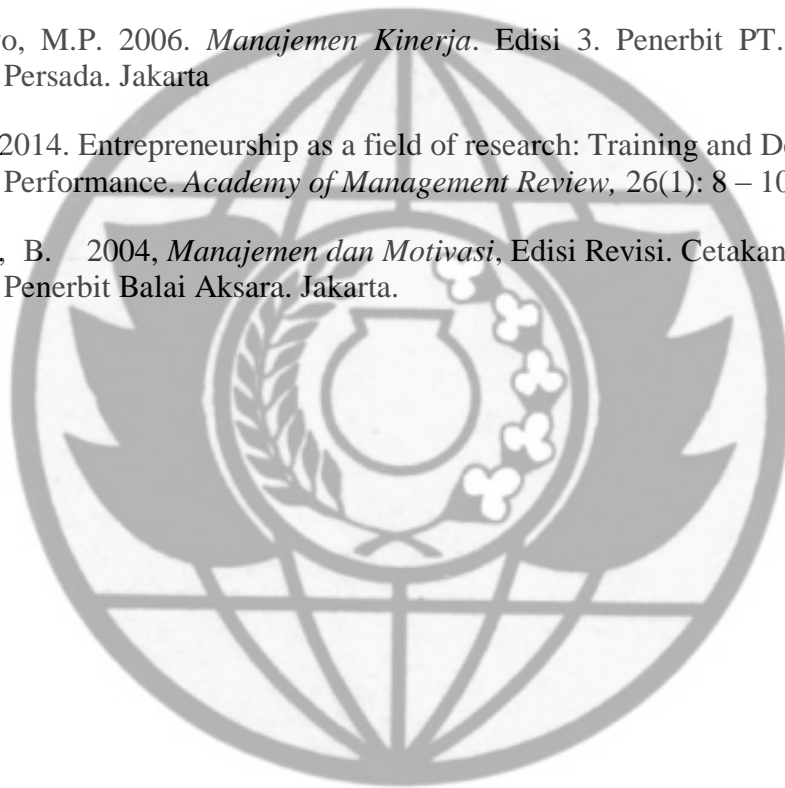 o, M.P. 2006. Manajemen Kinerja. Edisi 3. Penerbit PT.
Persada. Jakarta
2014. Entrepreneurship as a field of research: Training and D
Performance. Academy of Management Review, 26(1): 8 – 10
, B. 2004, Manajemen dan Motivasi, Edisi Revisi. Cetakan
Penerbit Balai Aksara. Jakarta.